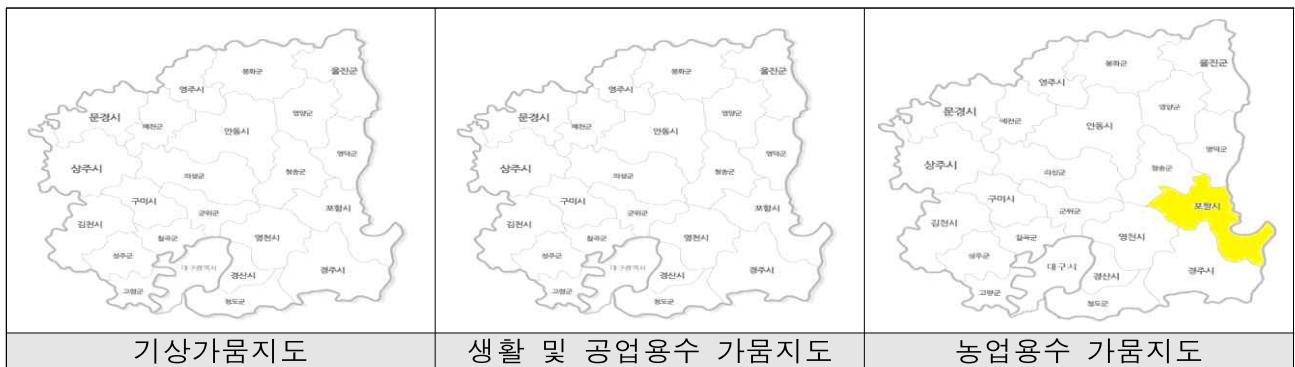 봉화군
울진군
영주시
문경시
예천군
안동시
영양군
상주시
의성군
청송군
영덕군
구미시
군위군
포항시
김천시
칠곡군
영천시
성주군
대구광역시
경산시
경주시
고령군
청도군
기상가뭄지도
봉화군
울진군
영주시
문경시
예천군
안동시
영양군
상주시
의성군
청송군
영덕군
구미시
군위군
포항시
김천시
칠곡군
영천시
성주군
대구광역시
경산시
경주시
고령군
청도군
생활 및 공업용수 가뭄지도
봉화군
울진군
영주시
문경시
예천군
안동시
영양군
상주시
의성군
청송군
영덕군
구미시
군위군
포항시
김천시
칠곡군
영천시
성주군
대구시
경산시
경주시
고령군
청도군
농업용수 가뭄지도